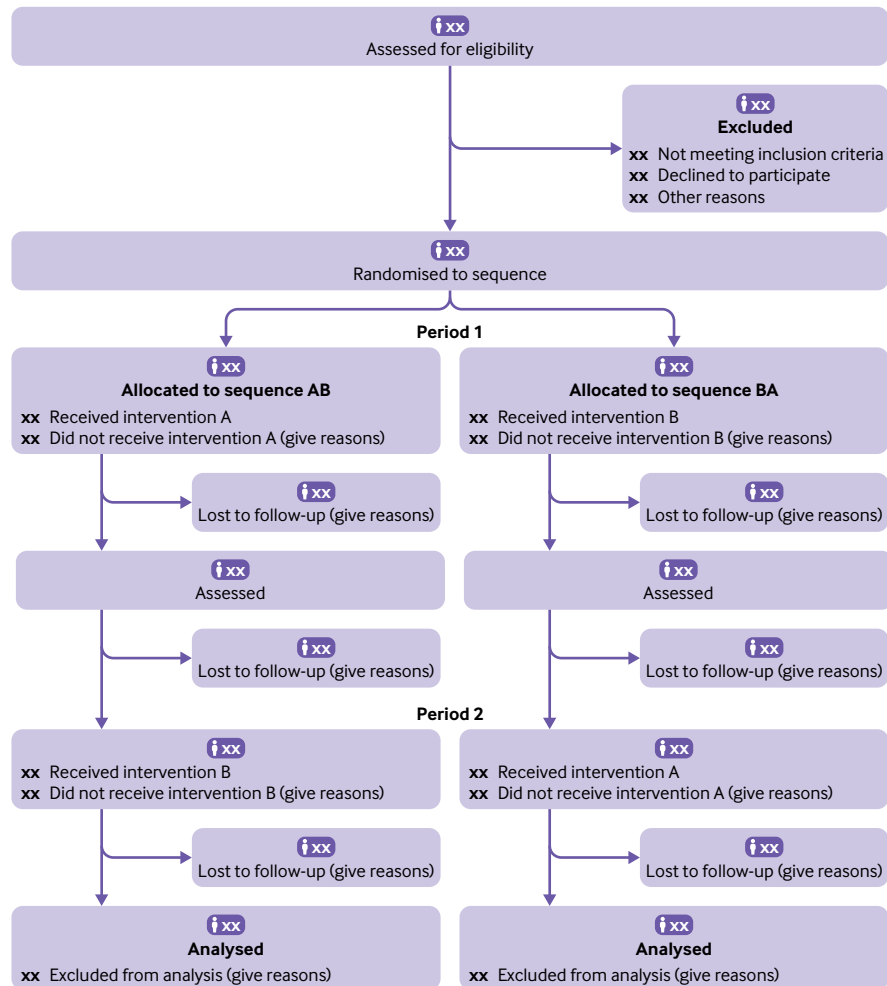 xx
Assessed for eligibility
xx
Excluded
xx Not meeting inclusion criteria
xx Declined to participate
xx Other reasons
xx
Randomised to sequence
Period 1
xx
Allocated to sequence AB
xx Received intervention A
xx Did not receive intervention A (give reasons)
xx
Allocated to sequence BA
xx Received intervention B
xx Did not receive intervention B (give reasons)
xx
Lost to follow-up (give reasons)
xx
Lost to follow-up (give reasons)
xx
Assessed
xx
Assessed
xx
Lost to follow-up (give reasons)
xx
Lost to follow-up (give reasons)
Period 2
xx
xx Received intervention B
xx Did not receive intervention B (give reasons)
xx
xx Received intervention A
xx Did not receive intervention A (give reasons)
xx
Lost to follow-up (give reasons)
xx
Lost to follow-up (give reasons)
xx
Analysed
xx Excluded from analysis (give reasons)
xx
Analysed
xx Excluded from analysis (give reasons)